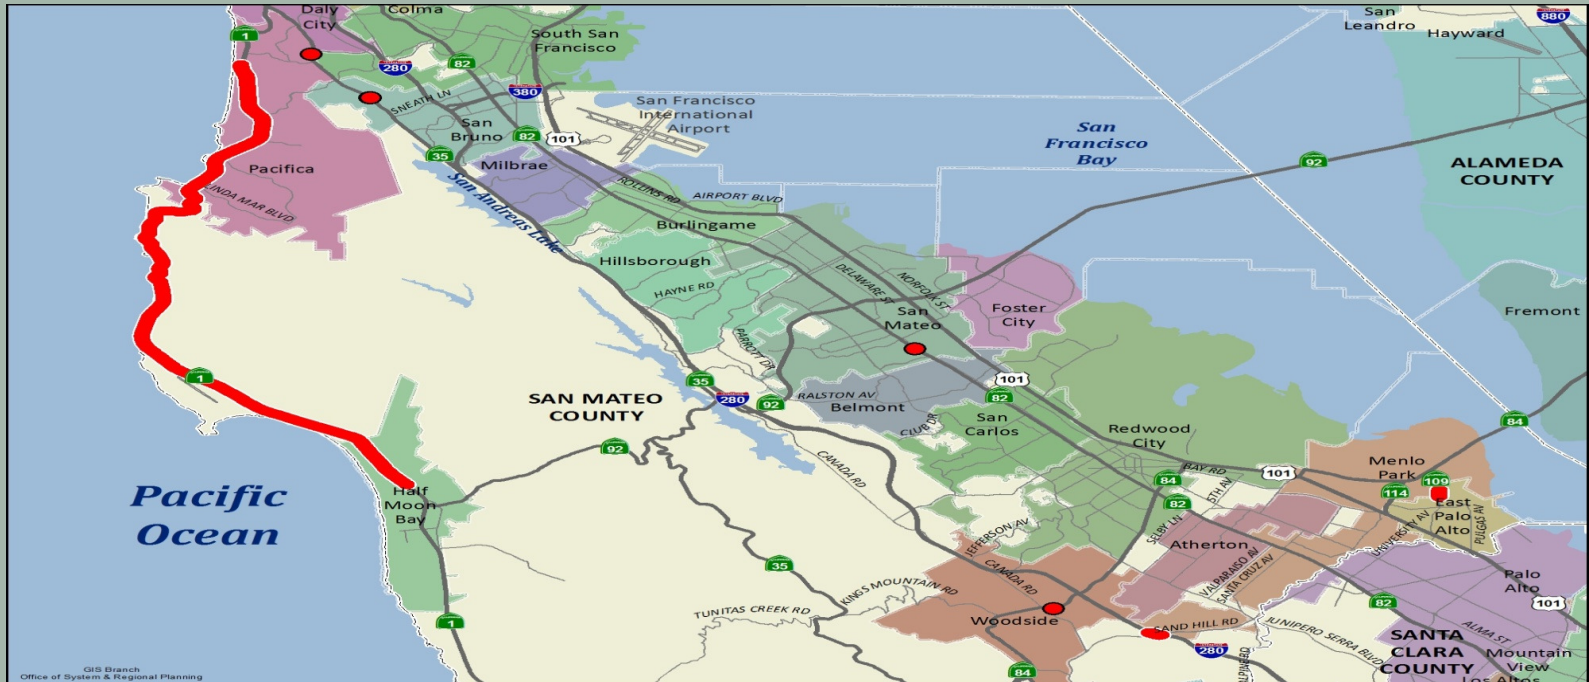 Daly
City
Colma
San
Leandro
880
Hayward
1
South San
Francisco
280
82
380
SNEATH LN
San Francisco
International
Airport
San
Bruno
82
101
San
Francisco
Bay
92
ALAMEDA
COUNTY
35
Milbrae
Pacifica
LINDA MAR BLVD
San Andreas Lake
ROLLINS RD
AIRPORT BLVD
Burlingame
Hillsborough
HAYNE RD
DELAWARE ST
NORFOLK ST
San
Mateo
Foster
City
Fremont
PARROTT DR
1
35
280
92
101
82
SAN MATEO
COUNTY
RALSTON AV
Belmont
CLUB DR
San
Carlos
Redwood
City
84
92
CANADA RD
BAY RD
101
Menlo
Park
109
114
84
82
5TH AV
Half
Moon
Bay
Pacific
Ocean
East
Palo
Alto
PULGAS AV
UNIVERSITY AV
SELBY LN
JEFFERSON AV
Atherton
VALPARAISO AV
SANTA CRUZ AV
35
CANADA RD
KINGS MOUNTAIN RD
TUNITAS CREEK RD
Palo
Alto
82
101
1
Woodside
SAND HILL RD
JUNIPERO SERRA BLVD
ALMA ST
280
84
ALPINE RD
SANTA
CLARA
COUNTY
Mountain
View
Los Altos
GIS Branch
Office of System & Regional Planning